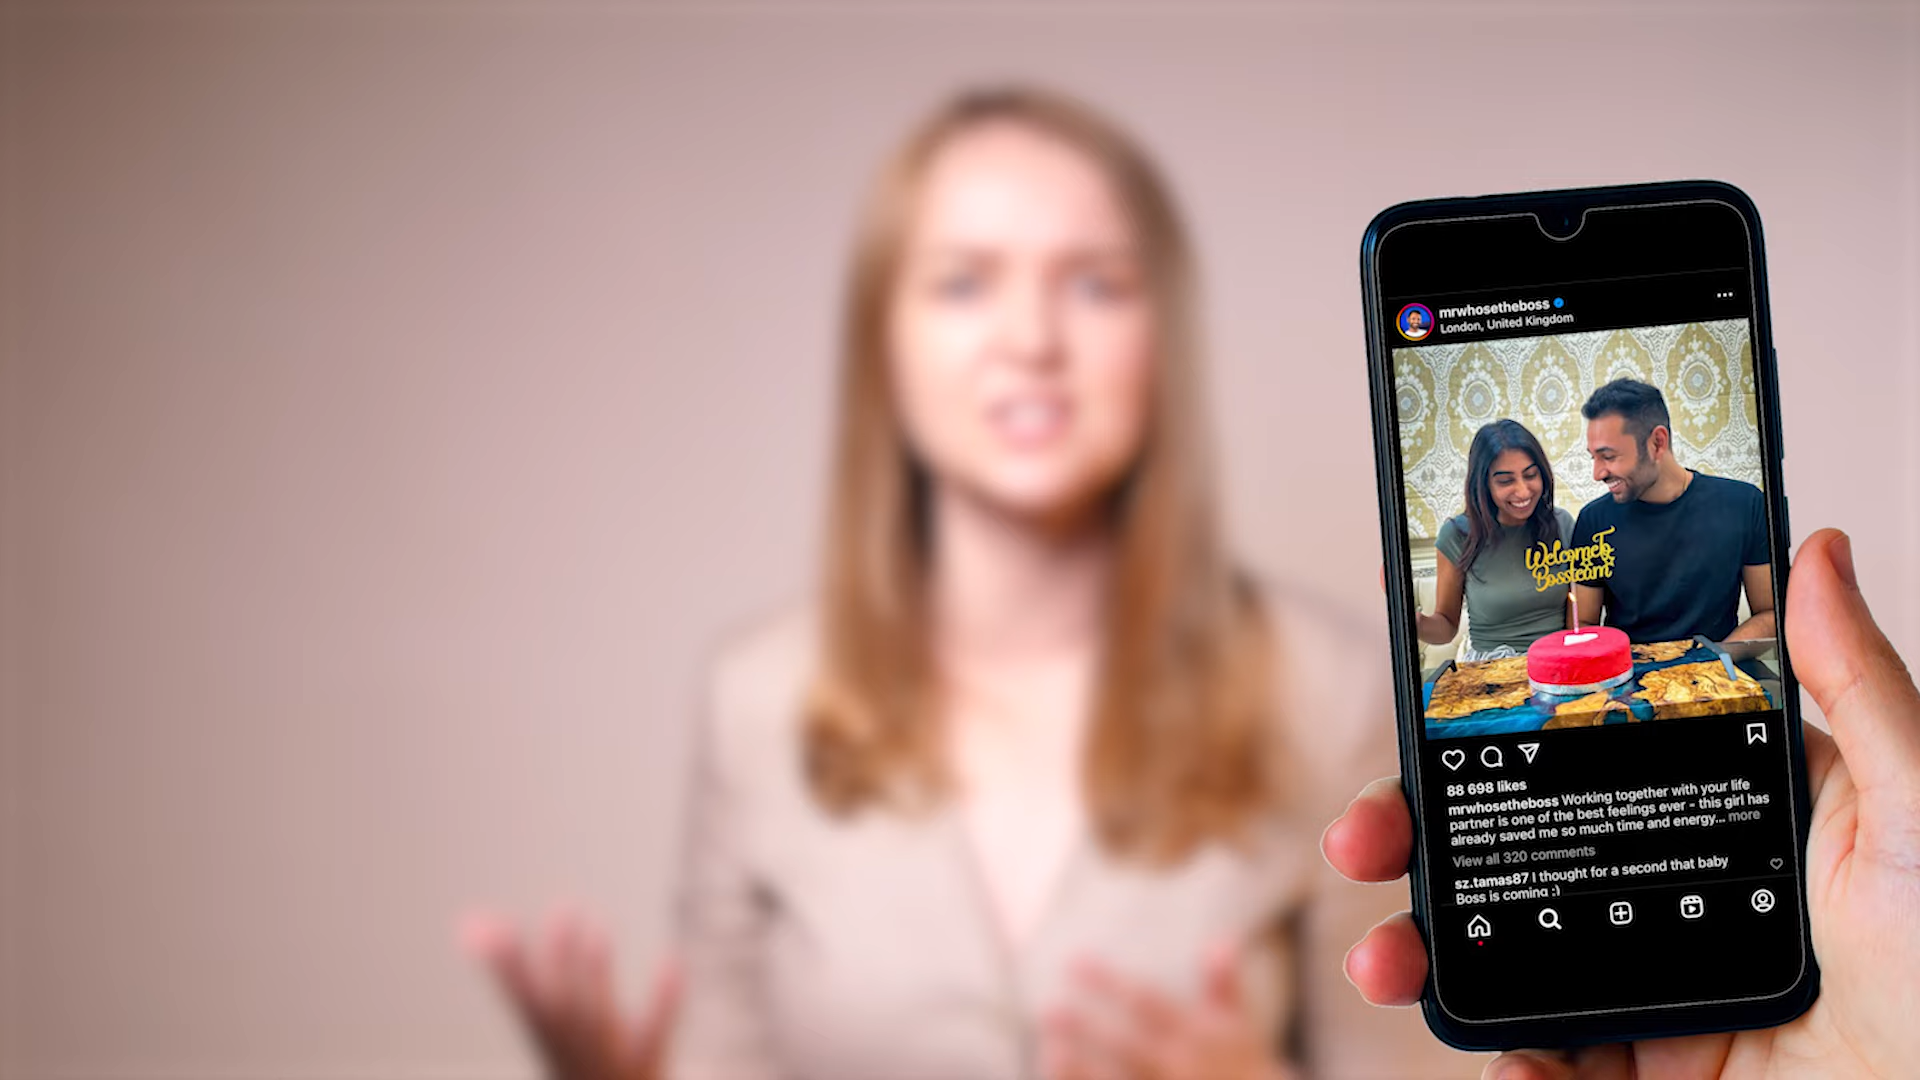 mrwhosetheboss
London, United Kingdom
Welcome To
Bossteam
88 698 likes
mrwhosetheboss Working together with your life
partner is one of the best feelings ever - this girl has
already saved me so much time and energy... more
View all 320 comments
sz.tamas87 I thought for a second that baby
Boss is coming :)